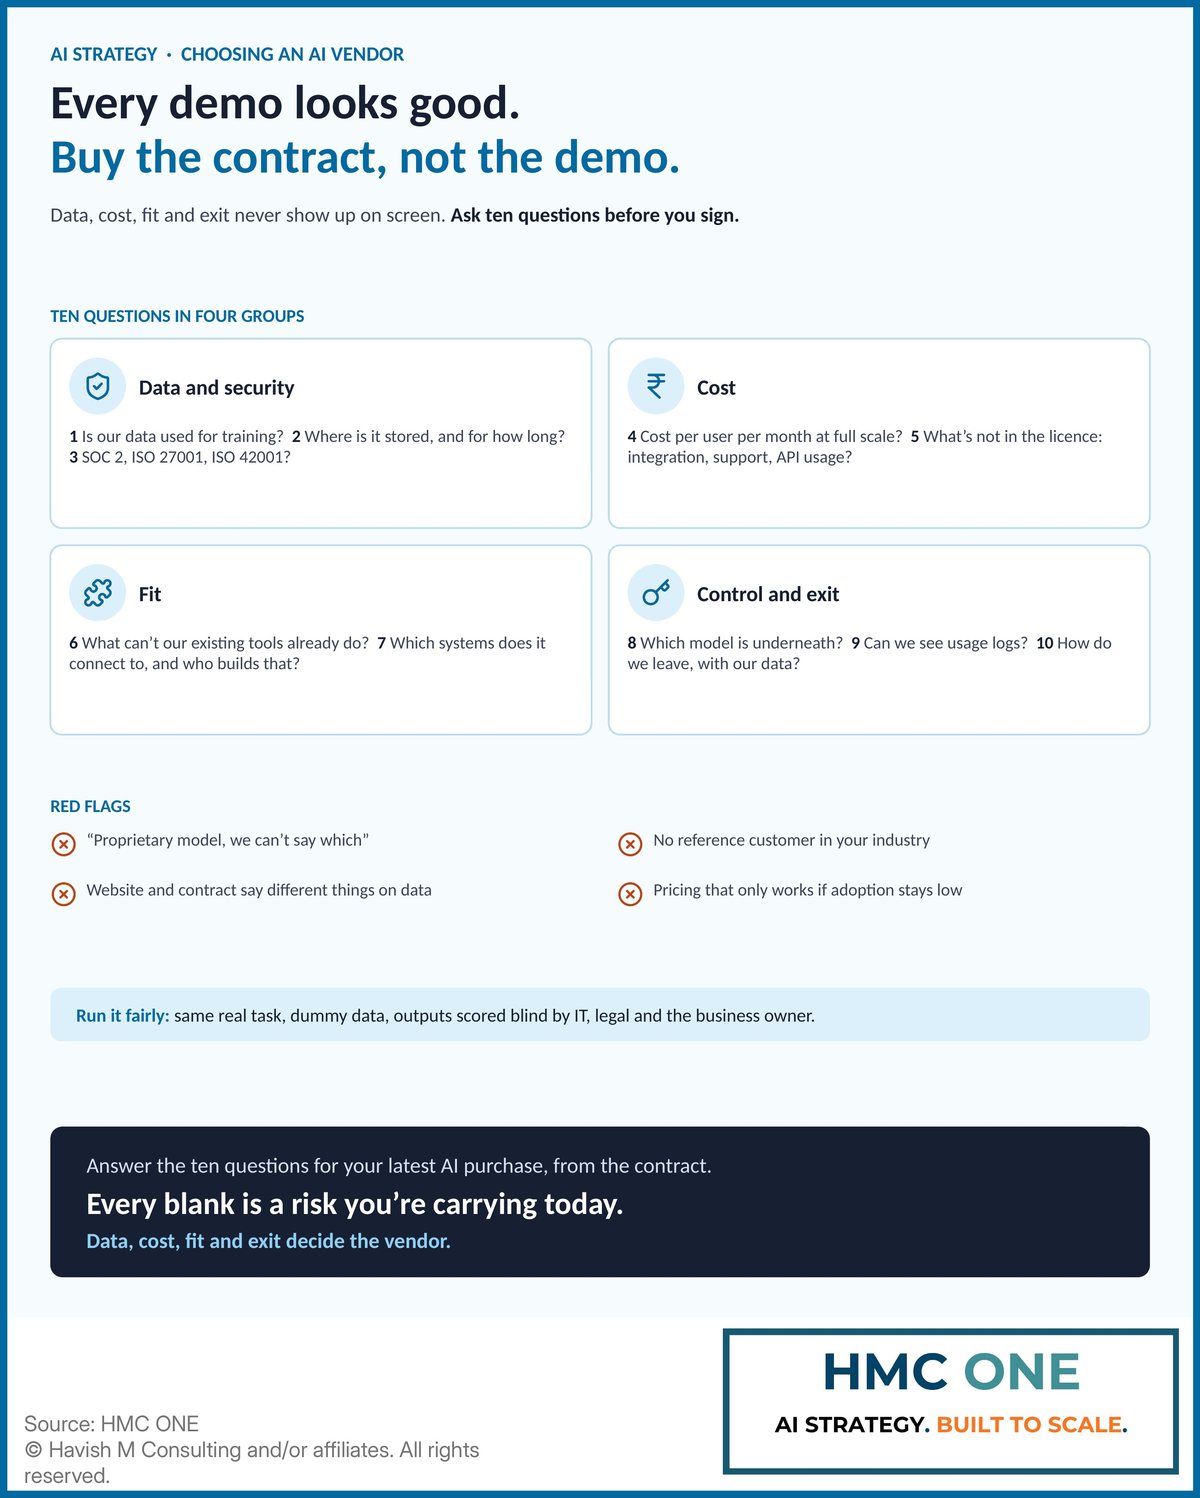 AI STRATEGY · CHOOSING AN AI VENDOR
Every demo looks good.
Buy the contract, not the demo.
Data, cost, fit and exit never show up on screen. Ask ten questions before you sign.
TEN QUESTIONS IN FOUR GROUPS
Data and security
1 Is our data used for training? 2 Where is it stored, and for how long?
3 SOC 2, ISO 27001, ISO 42001?
₹
Cost
4 Cost per user per month at full scale? 5 What’s not in the licence:
integration, support, API usage?
Fit
6 What can’t our existing tools already do? 7 Which systems does it
connect to, and who builds that?
Control and exit
8 Which model is underneath? 9 Can we see usage logs? 10 How do
we leave, with our data?
RED FLAGS
“Proprietary model, we can’t say which”
No reference customer in your industry
Website and contract say different things on data
Pricing that only works if adoption stays low
Run it fairly: same real task, dummy data, outputs scored blind by IT, legal and the business owner.
Answer the ten questions for your latest AI purchase, from the contract.
Every blank is a risk you’re carrying today.
Data, cost, fit and exit decide the vendor.
HMC ONE
AI STRATEGY. BUILT TO SCALE.
Source: HMC ONE
© Havish M Consulting and/or affiliates. All rights
reserved.